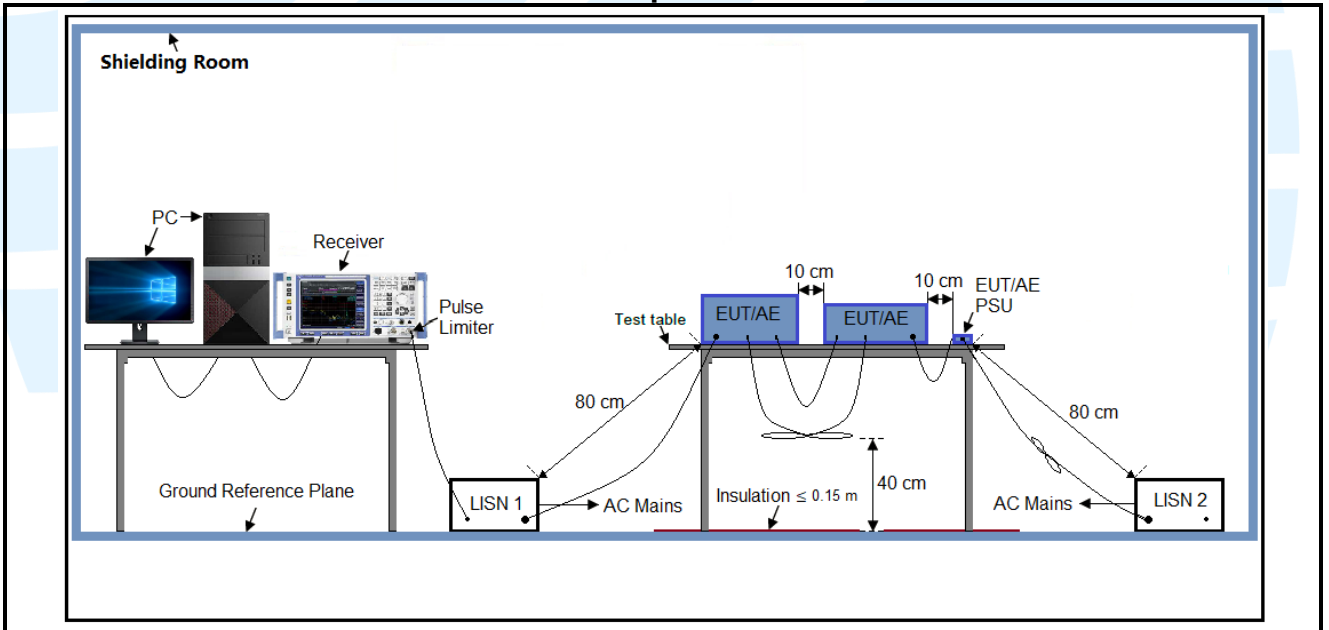 Shielding Room
PC
Receiver
Pulse
Limiter
10 cm
10 cm
EUT/AE
PSU
Test table
EUT/AE
EUT/AE
80 cm
80 cm
Ground Reference Plane
LISN 1
AC Mains
Insulation ≤ 0.15 m
40 cm
AC Mains
LISN 2